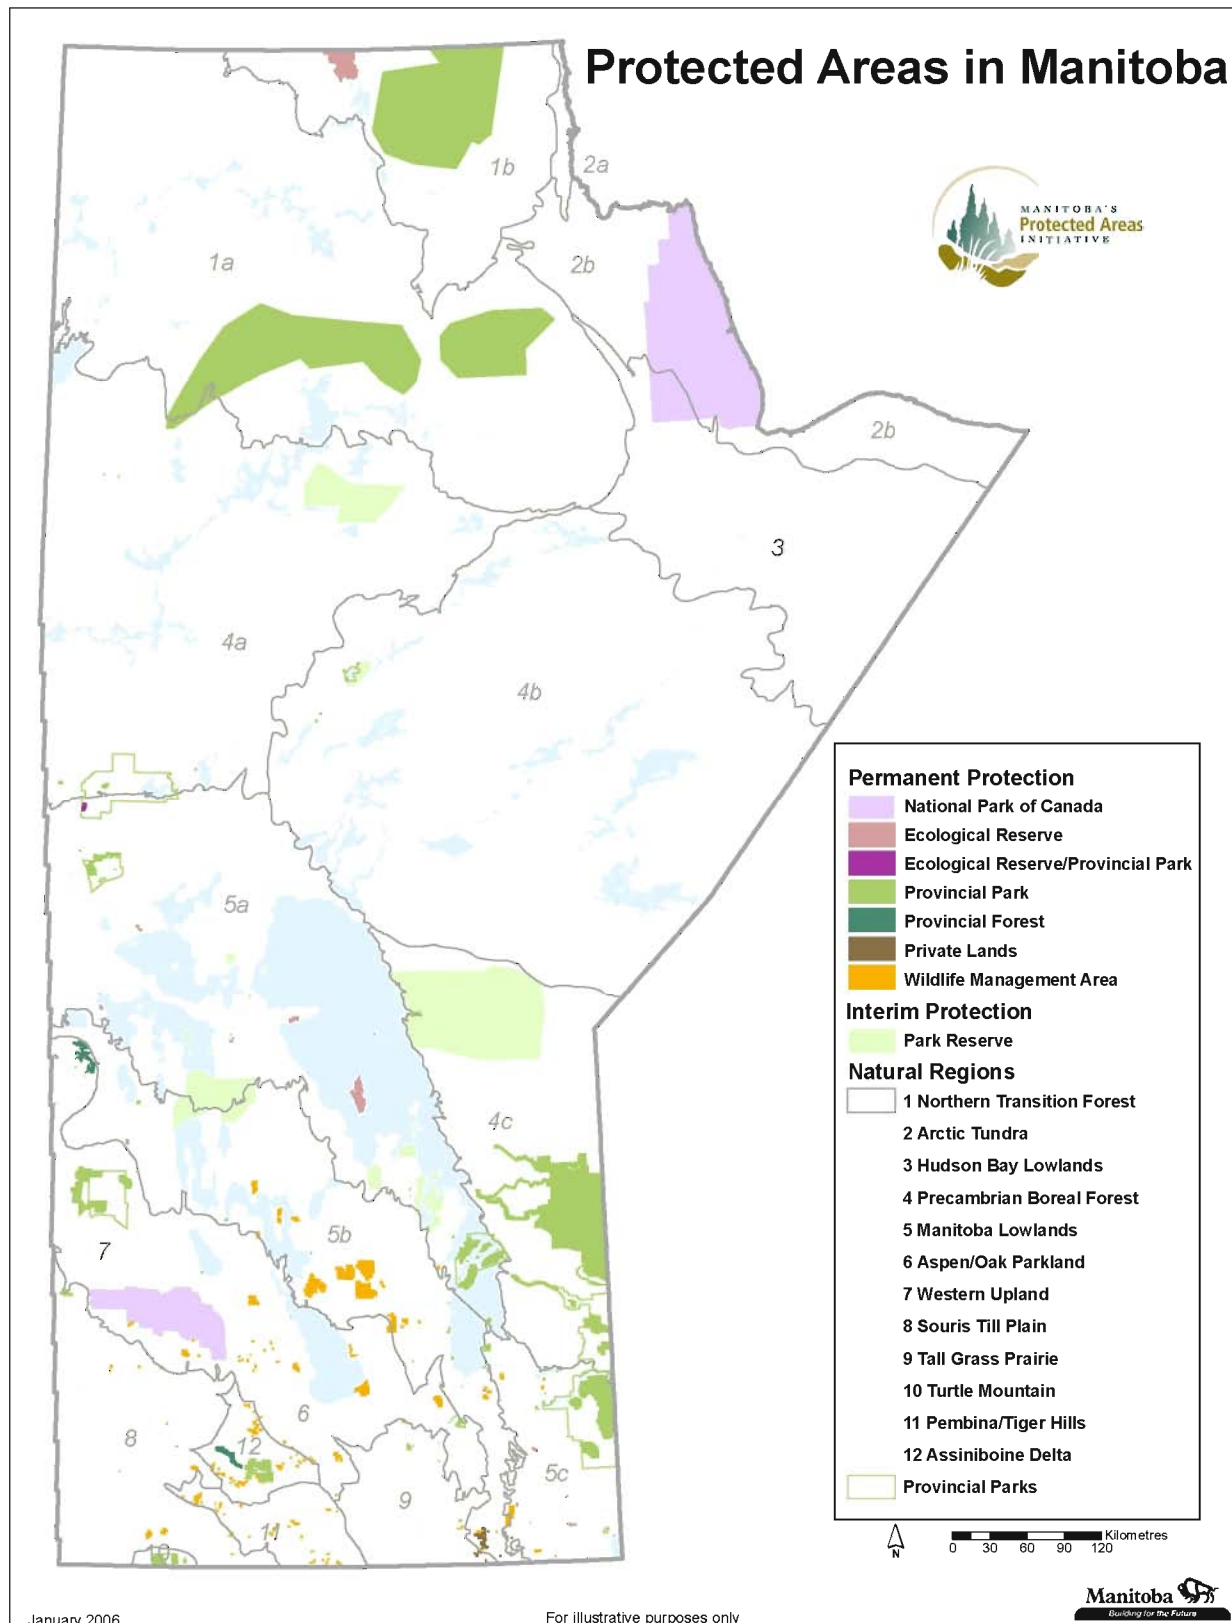 Protected Areas in Manitoba
MANITOBA'S
Protected Areas
INITIATIVE
1b
2a
1a
2b
2b
3
4a
4b
5a
4c
5b
7
6
8
12
5c
9
11
10
Permanent Protection
National Park of Canada
Ecological Reserve
Ecological Reserve/Provincial Park
Provincial Park
Provincial Forest
Private Lands
Wildlife Management Area
Interim Protection
Park Reserve
Natural Regions
1 Northern Transition Forest
2 Arctic Tundra
3 Hudson Bay Lowlands
4 Precambrian Boreal Forest
5 Manitoba Lowlands
6 Aspen/Oak Parkland
7 Western Upland
8 Souris Till Plain
9 Tall Grass Prairie
10 Turtle Mountain
11 Pembina/Tiger Hills
12 Assiniboine Delta
Provincial Parks
N
Kilometres
0 30 60 90 120
Manitoba
Building for the Future
January 2006
For illustrative purposes only